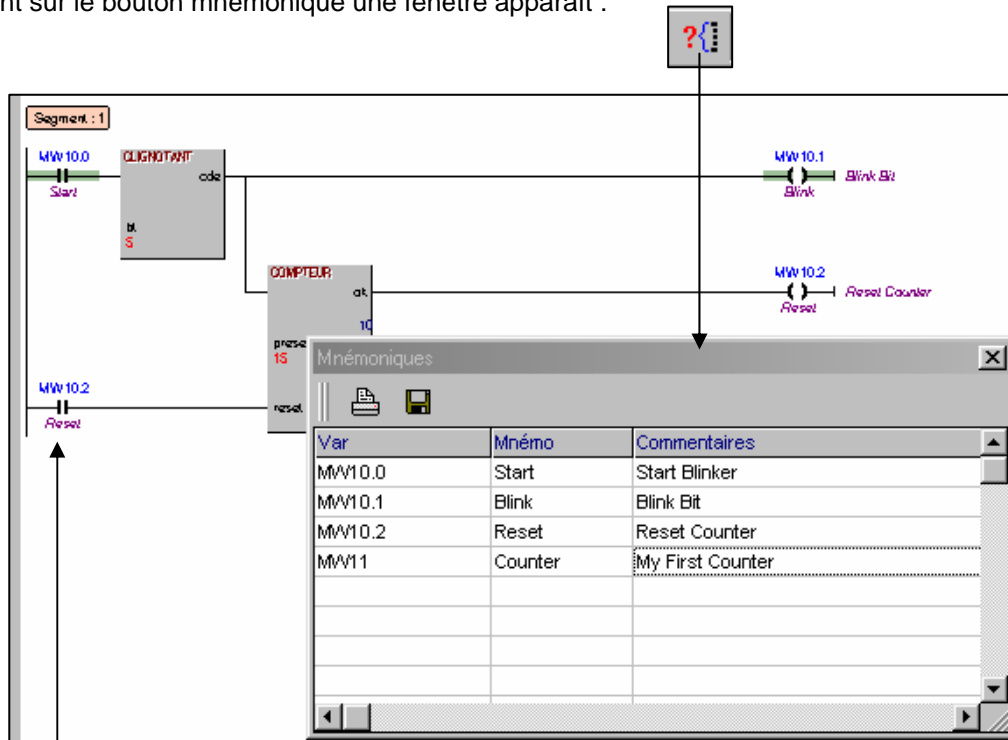 nt sur le bouton mnémonique une fenêtre apparaît :
?{
Segment : 1
MW10.0
CLIGNOTANT
MW10.1
cde
Blink Bit
Start
Blink
bt
5
COMPTEUR
MW10.2
at
Reset Counter
Reset
10
prese
15
Mnémoniques
MW10.2
reset
Reset
Var Mnémo Commentaires
MW10.0 Start Start Blinker
MW10.1 Blink Blink Bit
MW10.2 Reset Reset Counter
MW11 Counter My First Counter